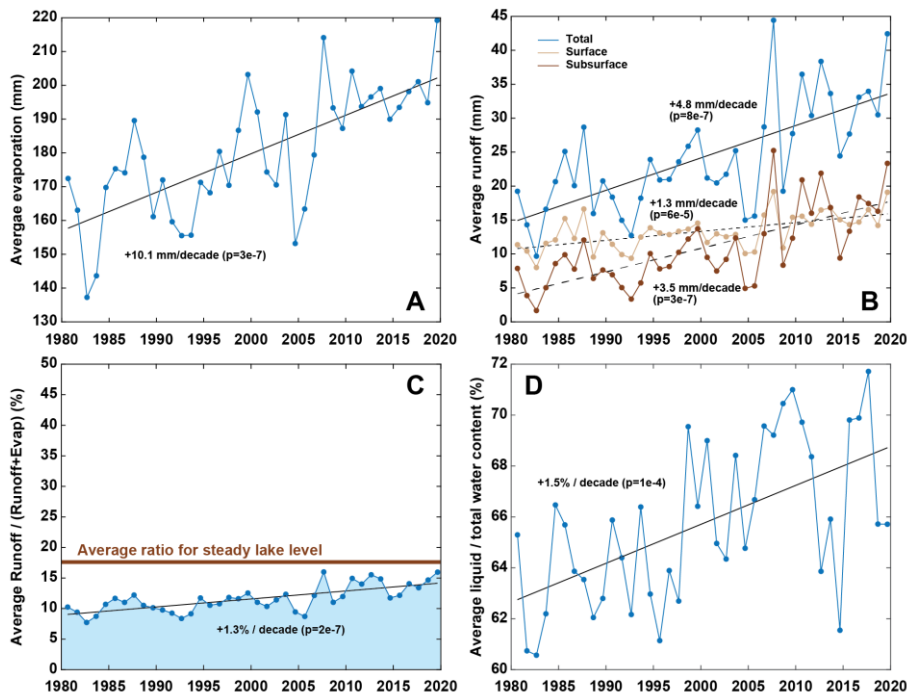 220
210
200
190
180
170
160
150
140
130
1980 1985 1990 1995 2000 2005 2010 2015 2020
Avergae evaporation (mm)
+10.1 mm/decade (p=3e-7)
A
45
40
35
30
25
20
15
10
5
0
1980 1985 1990 1995 2000 2005 2010 2015 2020
Average runoff (mm)
Total
Surface
Subsurface
+4.8 mm/decade
(p=8e-7)
+1.3 mm/decade
(p=6e-5)
+3.5 mm/decade
(p=3e-7)
B
50
45
40
35
30
25
20
15
10
5
0
1980 1985 1990 1995 2000 2005 2010 2015 2020
Average Runoff / (Runoff+Evap) (%)
C
Average ratio for steady lake level
+1.3% / decade (p=2e-7)
72
70
68
66
64
62
60
1980 1985 1990 1995 2000 2005 2010 2015 2020
Average liquid / total water content (%)
D
+1.5% / decade (p=1e-4)